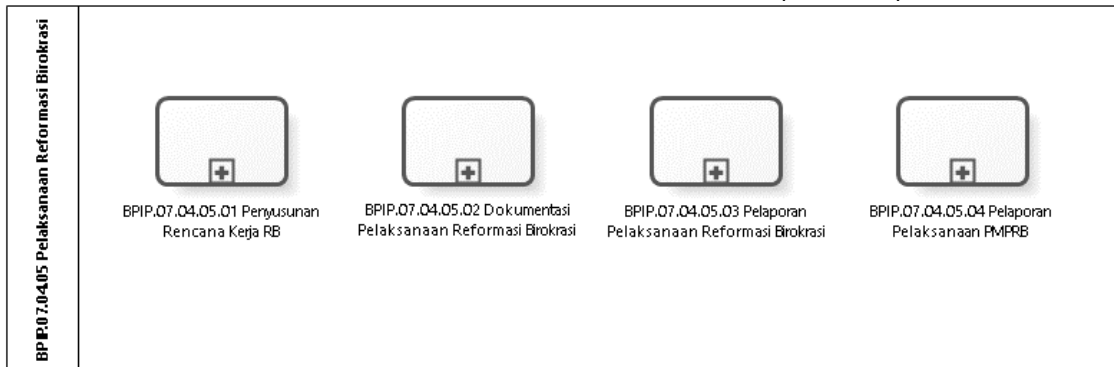 BPIP.07.04.05 Pelaksanaan Reformasi Birokrasi
BPIP.07.04.05.01 Penyusunan
Rencana Kerja RB
BPIP.07.04.05.02 Dokumentasi
Pelaksanaan Reformasi Birokrasi
BPIP.07.04.05.03 Pelaporan
Pelaksanaan Reformasi Birokrasi
BPIP.07.04.05.04 Pelaporan
Pelaksanaan PMPRB